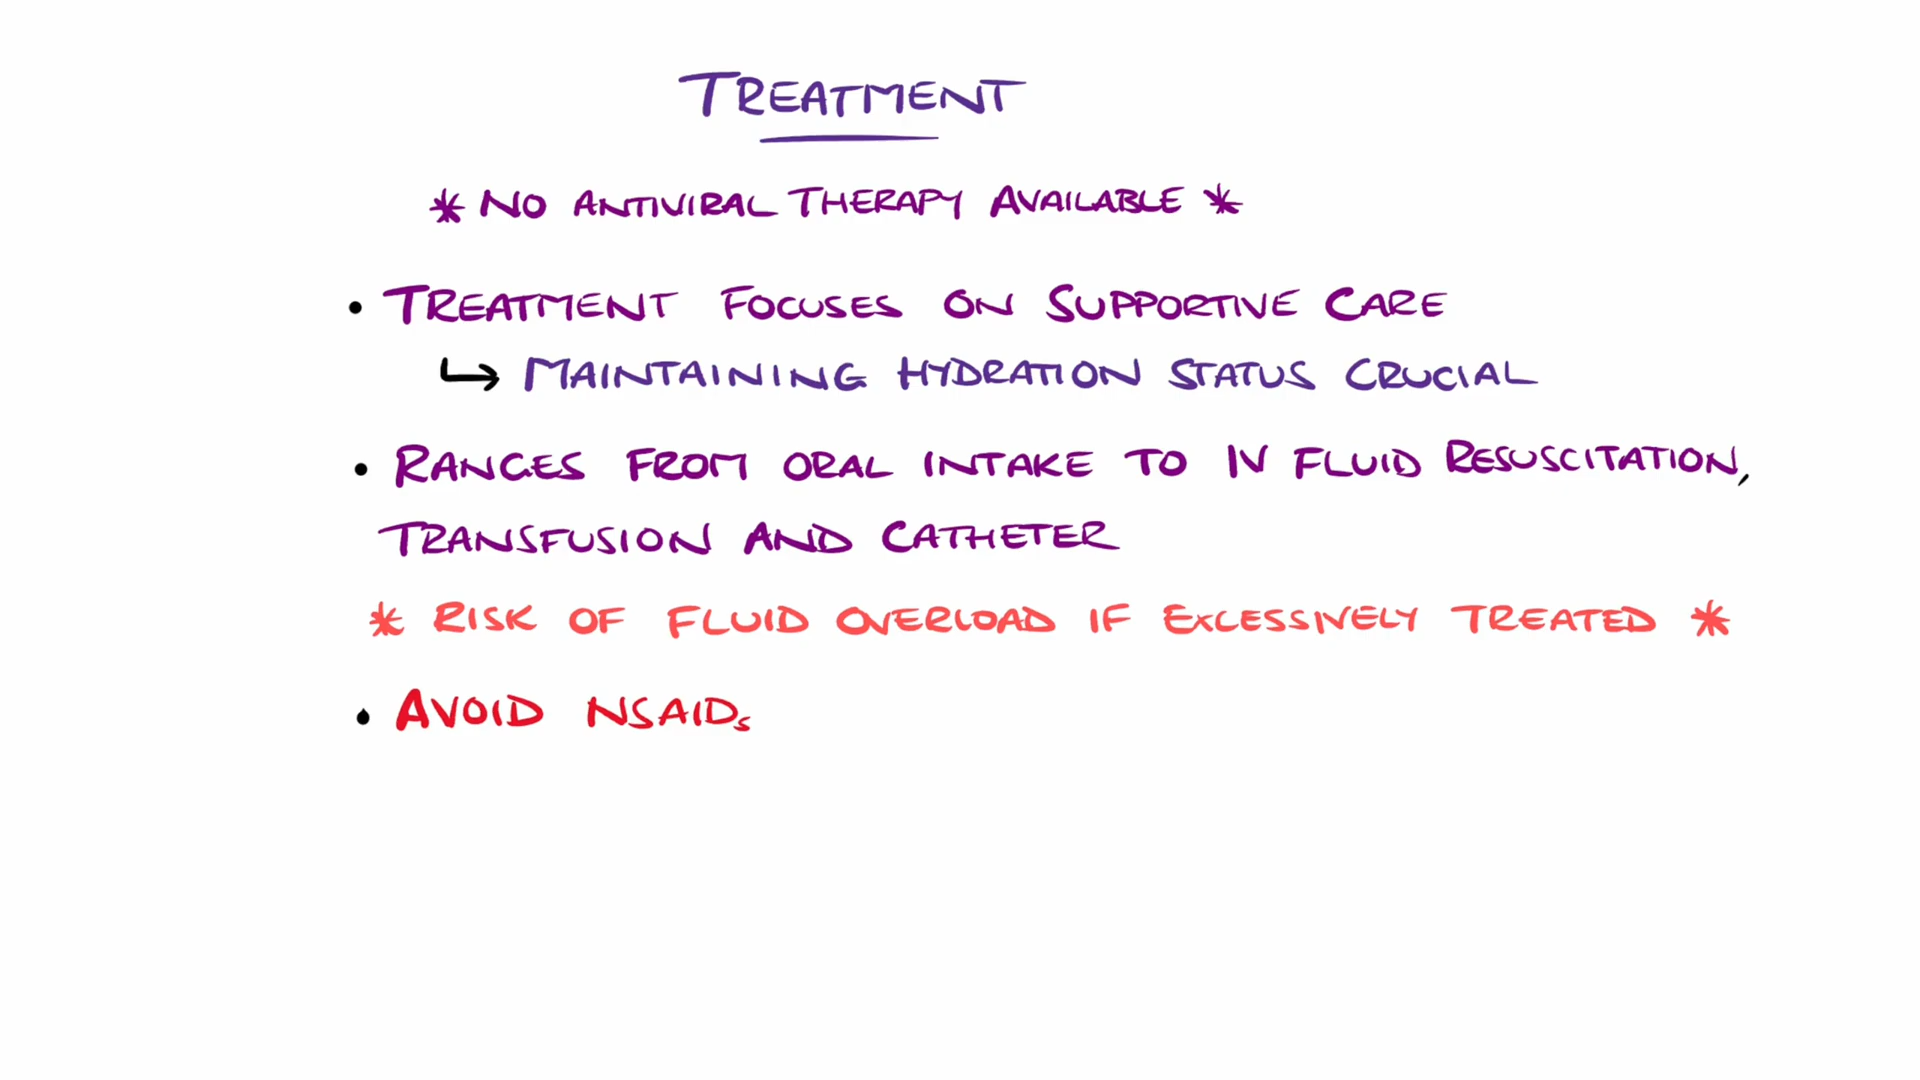 TREATMENT
* NO ANTIVIRAL THERAPY AVAILABLE *
• TREATMENT FOCUSES ON SUPPORTIVE CARE
↳ MAINTAINING HYDRATION STATUS CRUCIAL
• RANGES FROM ORAL INTAKE TO IV FLUID RESUSCITATION,
TRANSFUSION AND CATHETER
* RISK OF FLUID OVERLOAD IF EXCESSIVELY TREATED *
• AVOID NSAIDs